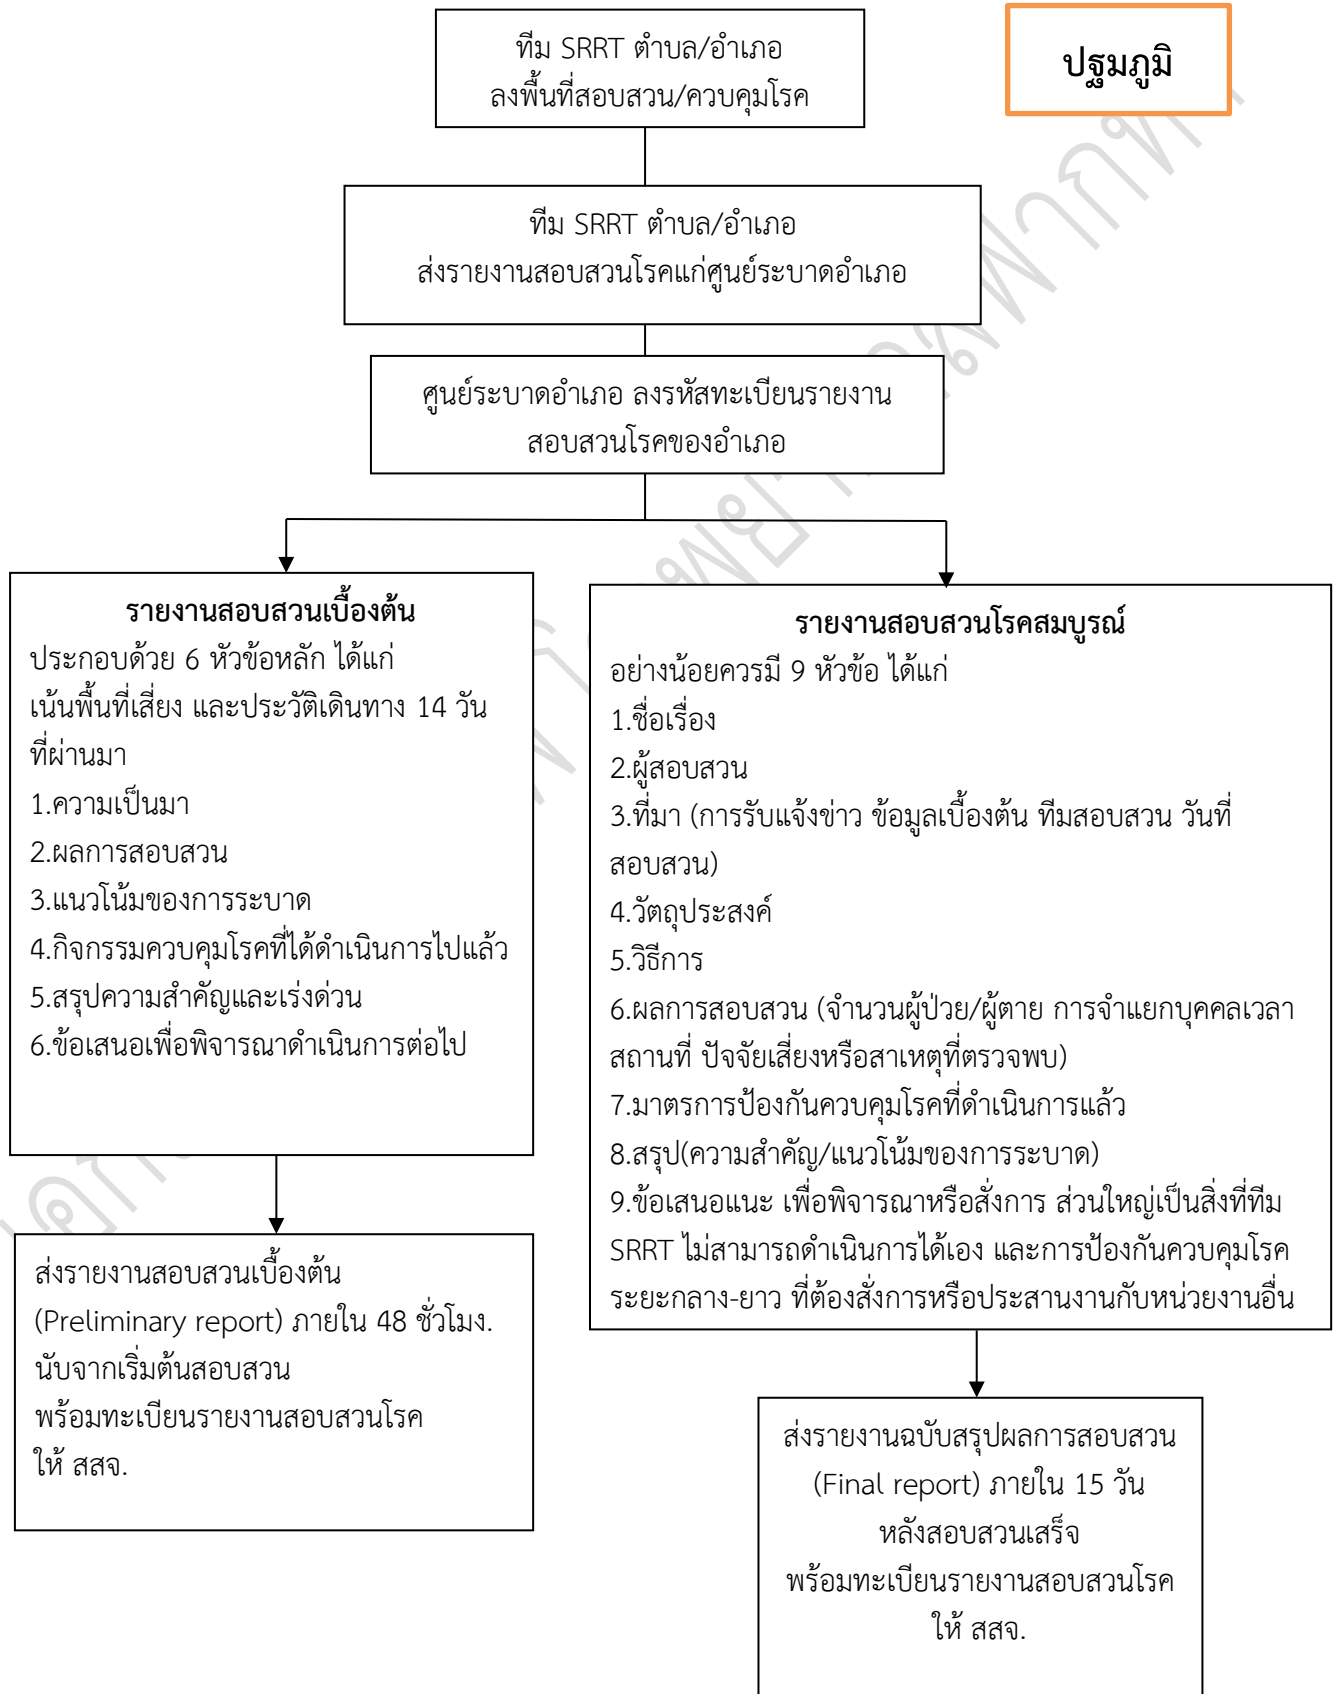 ทีม SRRT ตำบล/อำเภอ
ลงพื้นที่สอบสวน/ควบคุมโรค
ปฐมภูมิ
ทีม SRRT ตำบล/อำเภอ
ส่งรายงานสอบสวนโรคแก่ศูนย์ระบาดอำเภอ
ศูนย์ระบาดอำเภอ ลงรหัสทะเบียนรายงาน
สอบสวนโรคของอำเภอ
รายงานสอบสวนเบื้องต้น
ประกอบด้วย 6 หัวข้อหลัก ได้แก่
เน้นพื้นที่เสี่ยง และประวัติเดินทาง 14 วัน
ที่ผ่านมา
1.ความเป็นมา
2.ผลการสอบสวน
3.แนวโน้มของการระบาด
4.กิจกรรมควบคุมโรคที่ได้ดำเนินการไปแล้ว
5.สรุปความสำคัญและเร่งด่วน
6.ข้อเสนอเพื่อพิจารณาดำเนินการต่อไป
รายงานสอบสวนโรคสมบูรณ์
อย่างน้อยควรมี 9 หัวข้อ ได้แก่
1.ชื่อเรื่อง
2.ผู้สอบสวน
3.ที่มา (การรับแจ้งข่าว ข้อมูลเบื้องต้น ทีมสอบสวน วันที่
สอบสวน)
4.วัตถุประสงค์
5.วิธีการ
6.ผลการสอบสวน (จำนวนผู้ป่วย/ผู้ตาย การจำแยกบุคคลเวลา
สถานที่ ปัจจัยเสี่ยงหรือสาเหตุที่ตรวจพบ)
7.มาตรการป้องกันควบคุมโรคที่ดำเนินการแล้ว
8.สรุป(ความสำคัญ/แนวโน้มของการระบาด)
9.ข้อเสนอแนะ เพื่อพิจารณาหรือสั่งการ ส่วนใหญ่เป็นสิ่งที่ทีม
SRRT ไม่สามารถดำเนินการได้เอง และการป้องกันควบคุมโรค
ระยะกลาง-ยาว ที่ต้องสั่งการหรือประสานงานกับหน่วยงานอื่น
ส่งรายงานสอบสวนเบื้องต้น
(Preliminary report) ภายใน 48 ชั่วโมง.
นับจากเริ่มต้นสอบสวน
พร้อมทะเบียนรายงานสอบสวนโรค
ให้ สสจ.
ส่งรายงานฉบับสรุปผลการสอบสวน
(Final report) ภายใน 15 วัน
หลังสอบสวนเสร็จ
พร้อมทะเบียนรายงานสอบสวนโรค
ให้ สสจ.